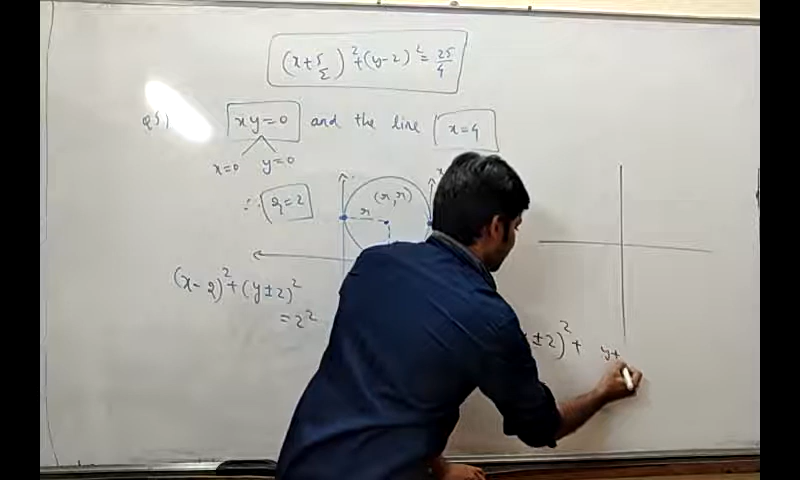 (x+5/2)²+(y-2)²=25/4
Q5.) xy=0 and the line x=4
x=0 y=0
∴ r=2
(r,r)
r
(x-2)²+(y±2)²
=2²
±2)²+ y+